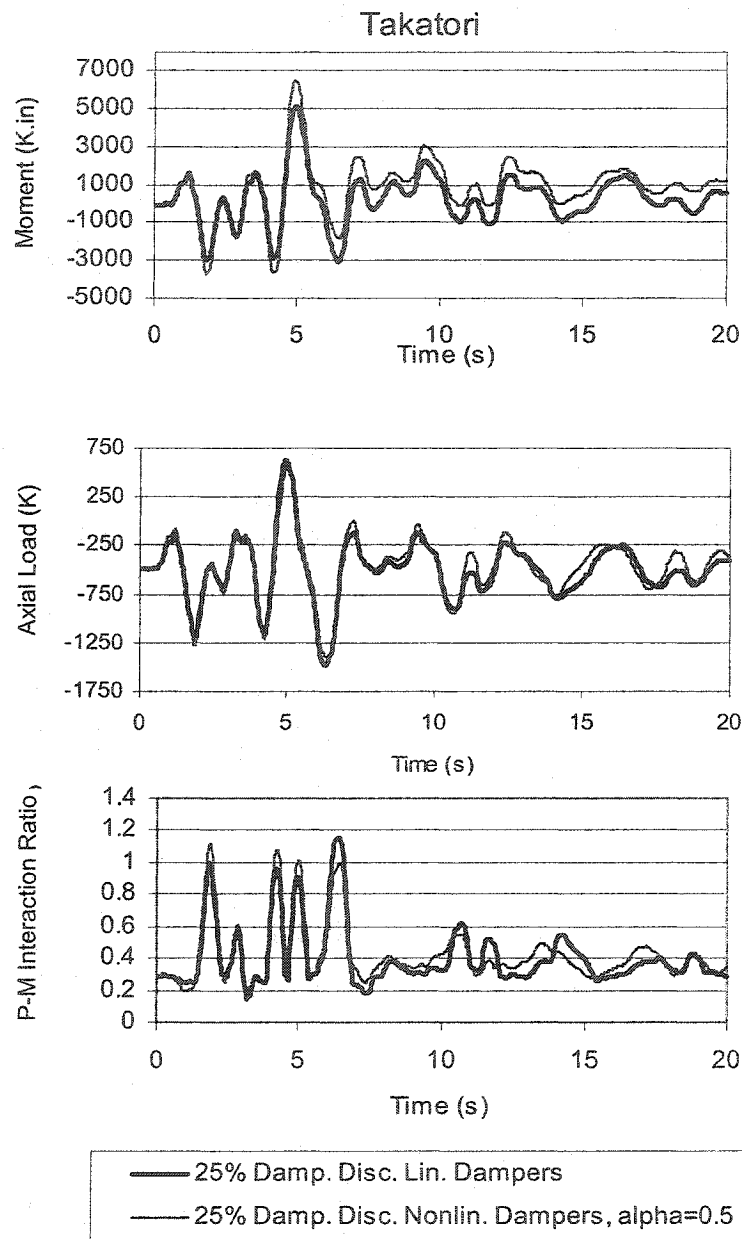 Takatori
Moment (K.in)
7000
5000
3000
1000
-1000
-3000
-5000
0 5 10 15 20
Time (s)
Axial Load (K)
750
250
-250
-750
-1250
-1750
0 5 10 15 20
Time (s)
P-M Interaction Ratio,
1.4
1.2
1
0.8
0.6
0.4
0.2
0
0 5 10 15 20
Time (s)
25% Damp. Disc. Lin. Dampers
25% Damp. Disc. Nonlin. Dampers, alpha=0.5